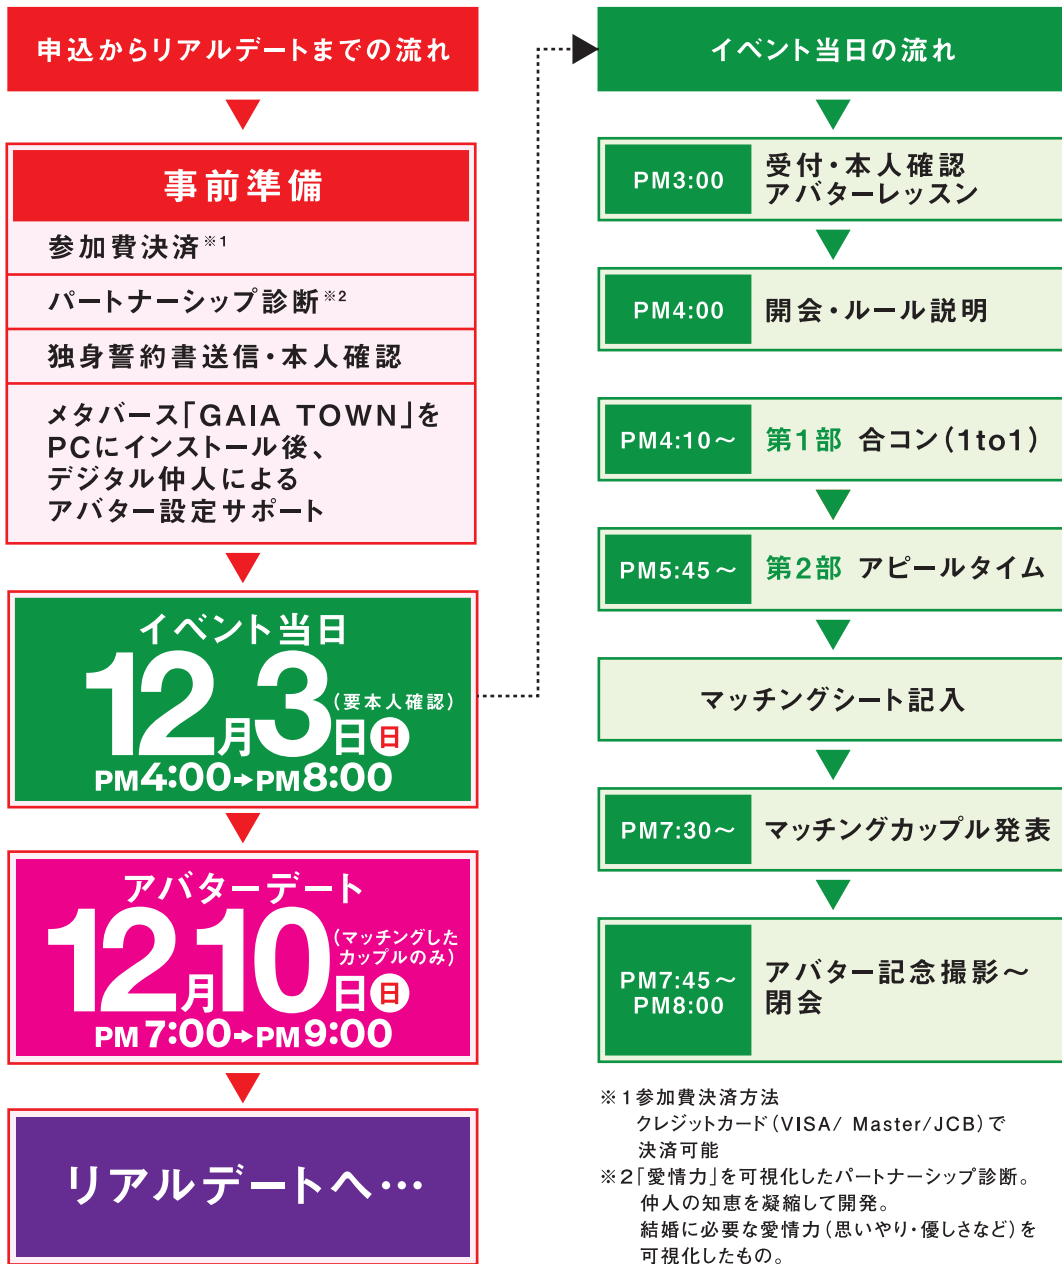 申込からリアルデートまでの流れ
事前準備
参加費決済※1
パートナーシップ診断※2
独身誓約書送信・本人確認
メタバース「GAIA TOWN」を
PCにインストール後、
デジタル仲人による
アバター設定サポート
イベント当日
12月3日(日)
(要本人確認)
PM4:00→PM8:00
アバターデート
12月10日(日)
(マッチングした
カップルのみ)
PM 7:00→PM 9:00
リアルデートへ…
イベント当日の流れ
PM3:00
受付・本人確認
アバターレッスン
PM4:00
開会・ルール説明
PM4:10～
第1部 合コン(1to1)
PM5:45～
第2部 アピールタイム
マッチングシート記入
PM7:30～
マッチングカップル発表
PM7:45～
PM8:00
アバター記念撮影～
閉会
※1参加費決済方法
クレジットカード(VISA/ Master/JCB)で
決済可能
※2「愛情力」を可視化したパートナーシップ診断。
仲人の知恵を凝縮して開発。
結婚に必要な愛情力(思いやり・優しさなど)を
可視化したもの。